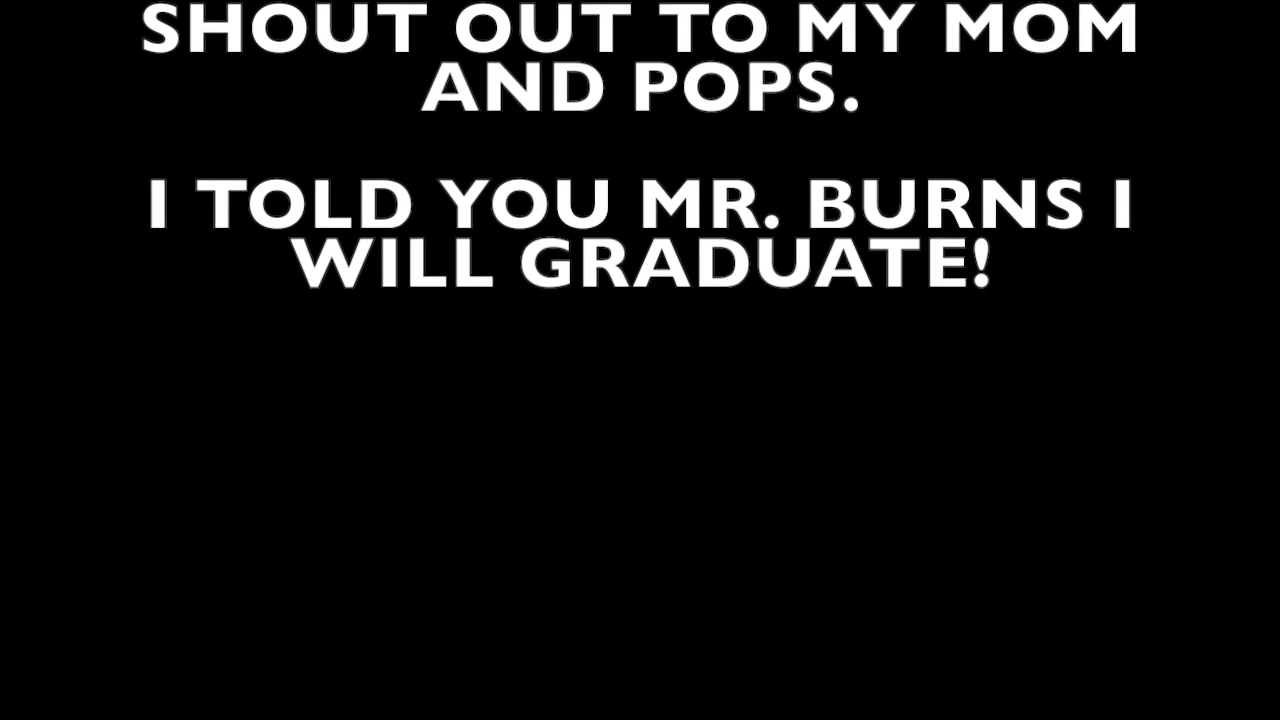 SHOUT OUT TO MY MOM
AND POPS.
I TOLD YOU MR. BURNS I
WILL GRADUATE!